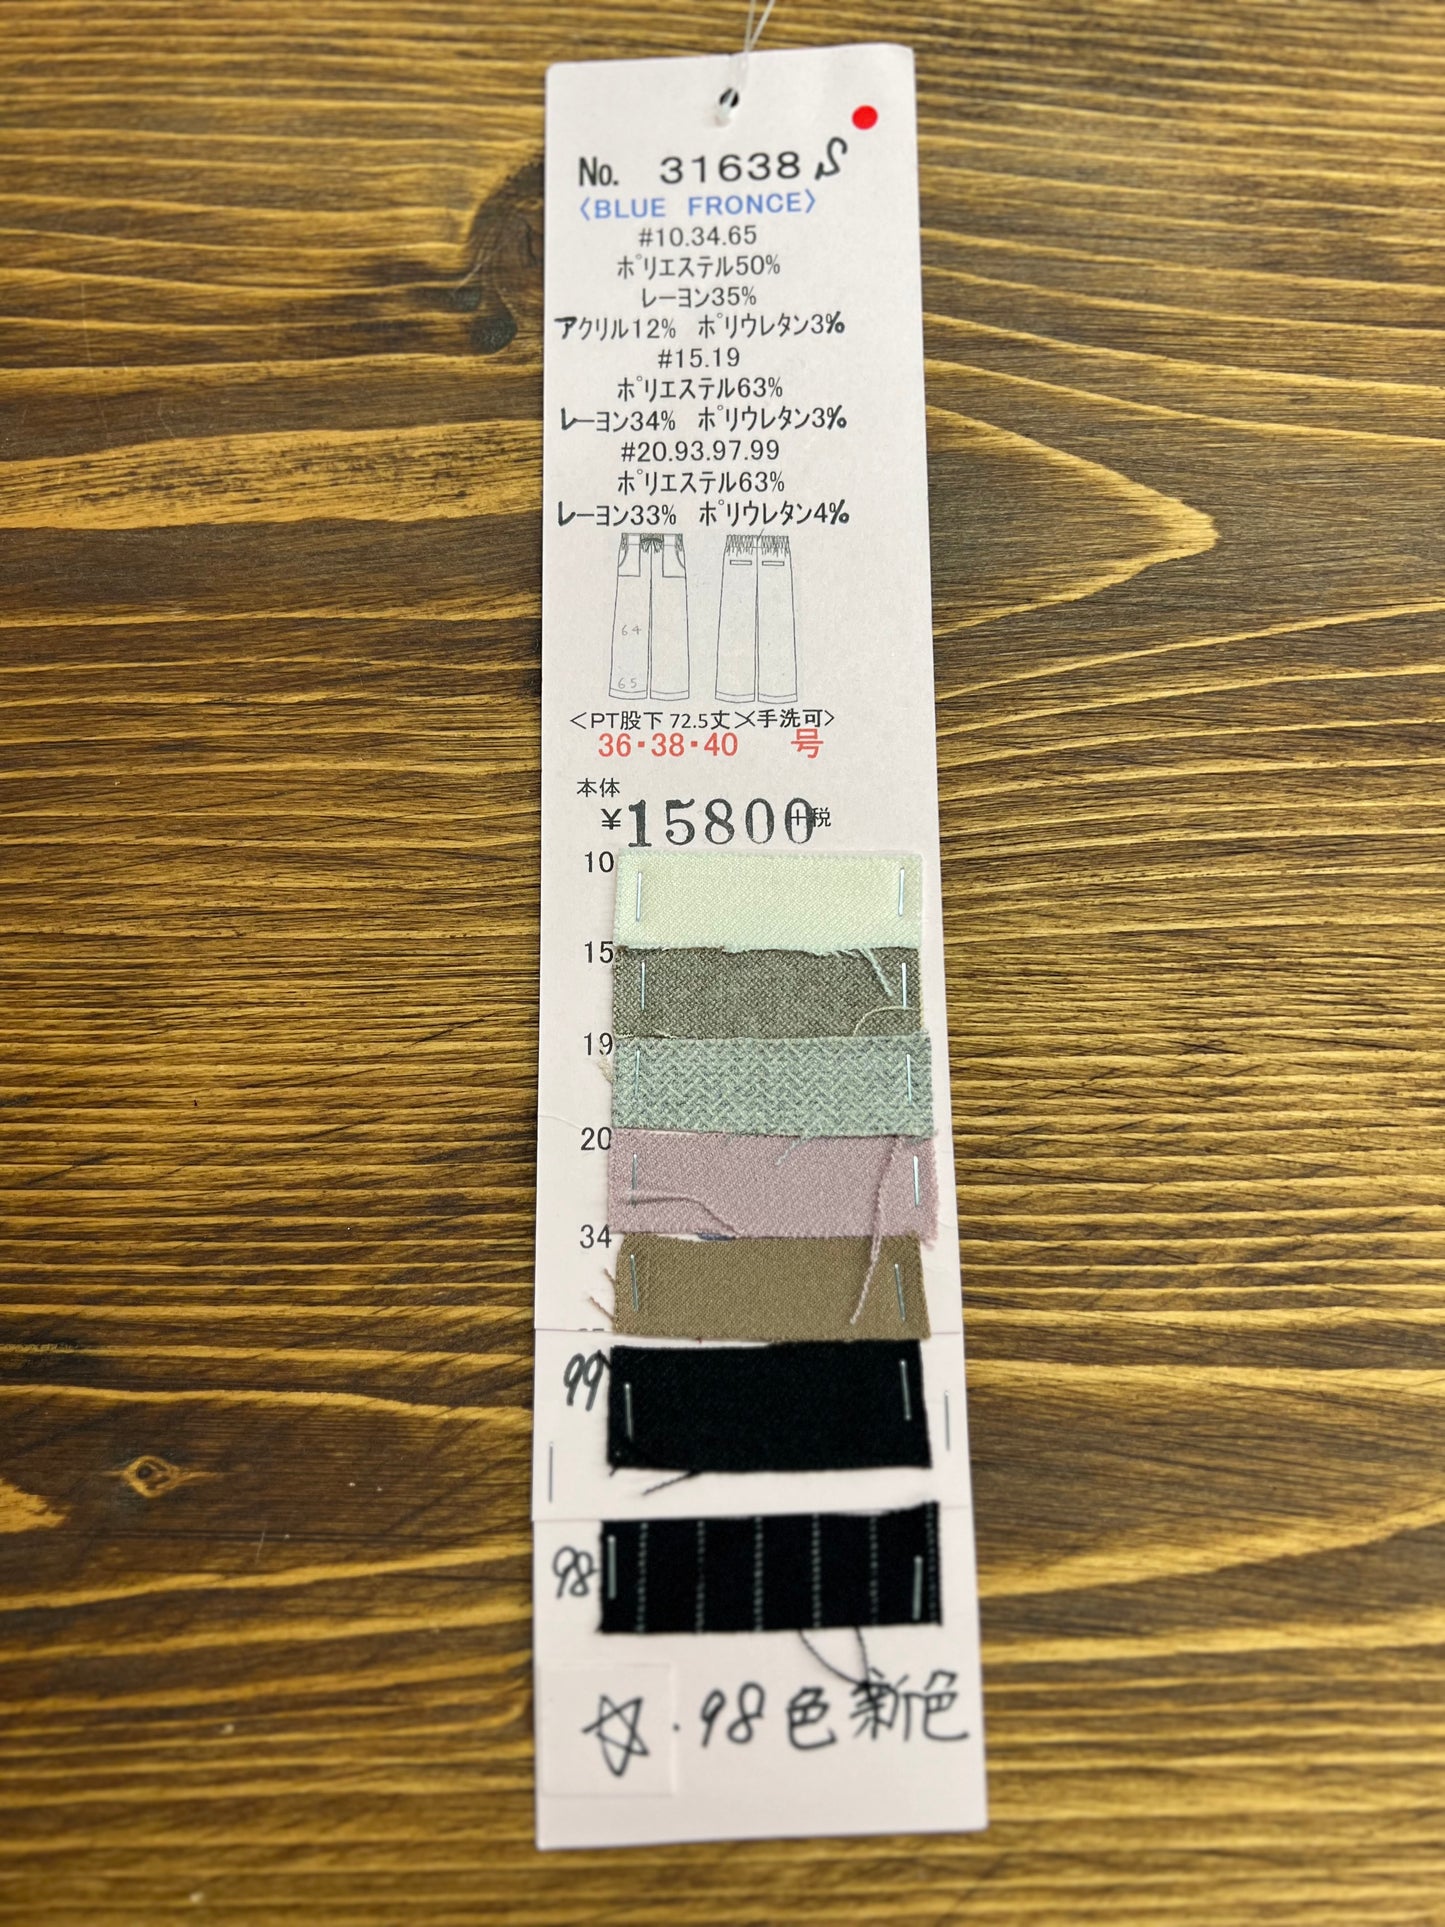 No. 31638 S
〈BLUE FRONCE〉
#10.34.65
ポリエステル50%
レーヨン35%
アクリル12% ポリウレタン3%
#15.19
ポリエステル63%
レーヨン34% ポリウレタン3%
#20.93.97.99
ポリエステル63%
レーヨン33% ポリウレタン4%
64
65
<PT股下 72.5丈><手洗可>
36・38・40 号
本体
¥15800+税
10
15
19
20
34
99
98
☆.98色新色